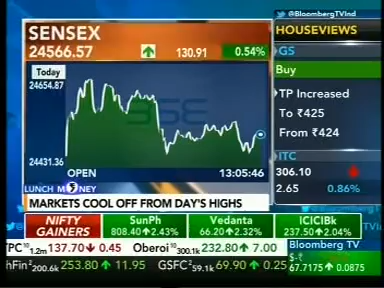 @BloombergTVInd
SENSEX
24566.57 130.91 0.54%
Today
24654.87
BSE
24431.36
OPEN 13:05:46
HOUSEVIEWS
GS
Buy
TP Increased
To ₹425
From ₹424
ITC
306.10
2.65 0.86%
LUNCH MONEY
MARKETS COOL OFF FROM DAY'S HIGHS
NIFTY GAINERS
SunPh
808.40 2.43%
Vedanta
66.20 2.32%
ICICIBk
237.50 2.04%
TPC 1.2m 137.70 0.45 Oberoi 300.1k 232.80 7.00
hFin 200.6k 253.80 11.95 GSFC 59.1k 69.90 0.25
Bloomberg TV
$-₹
67.7175 0.0875